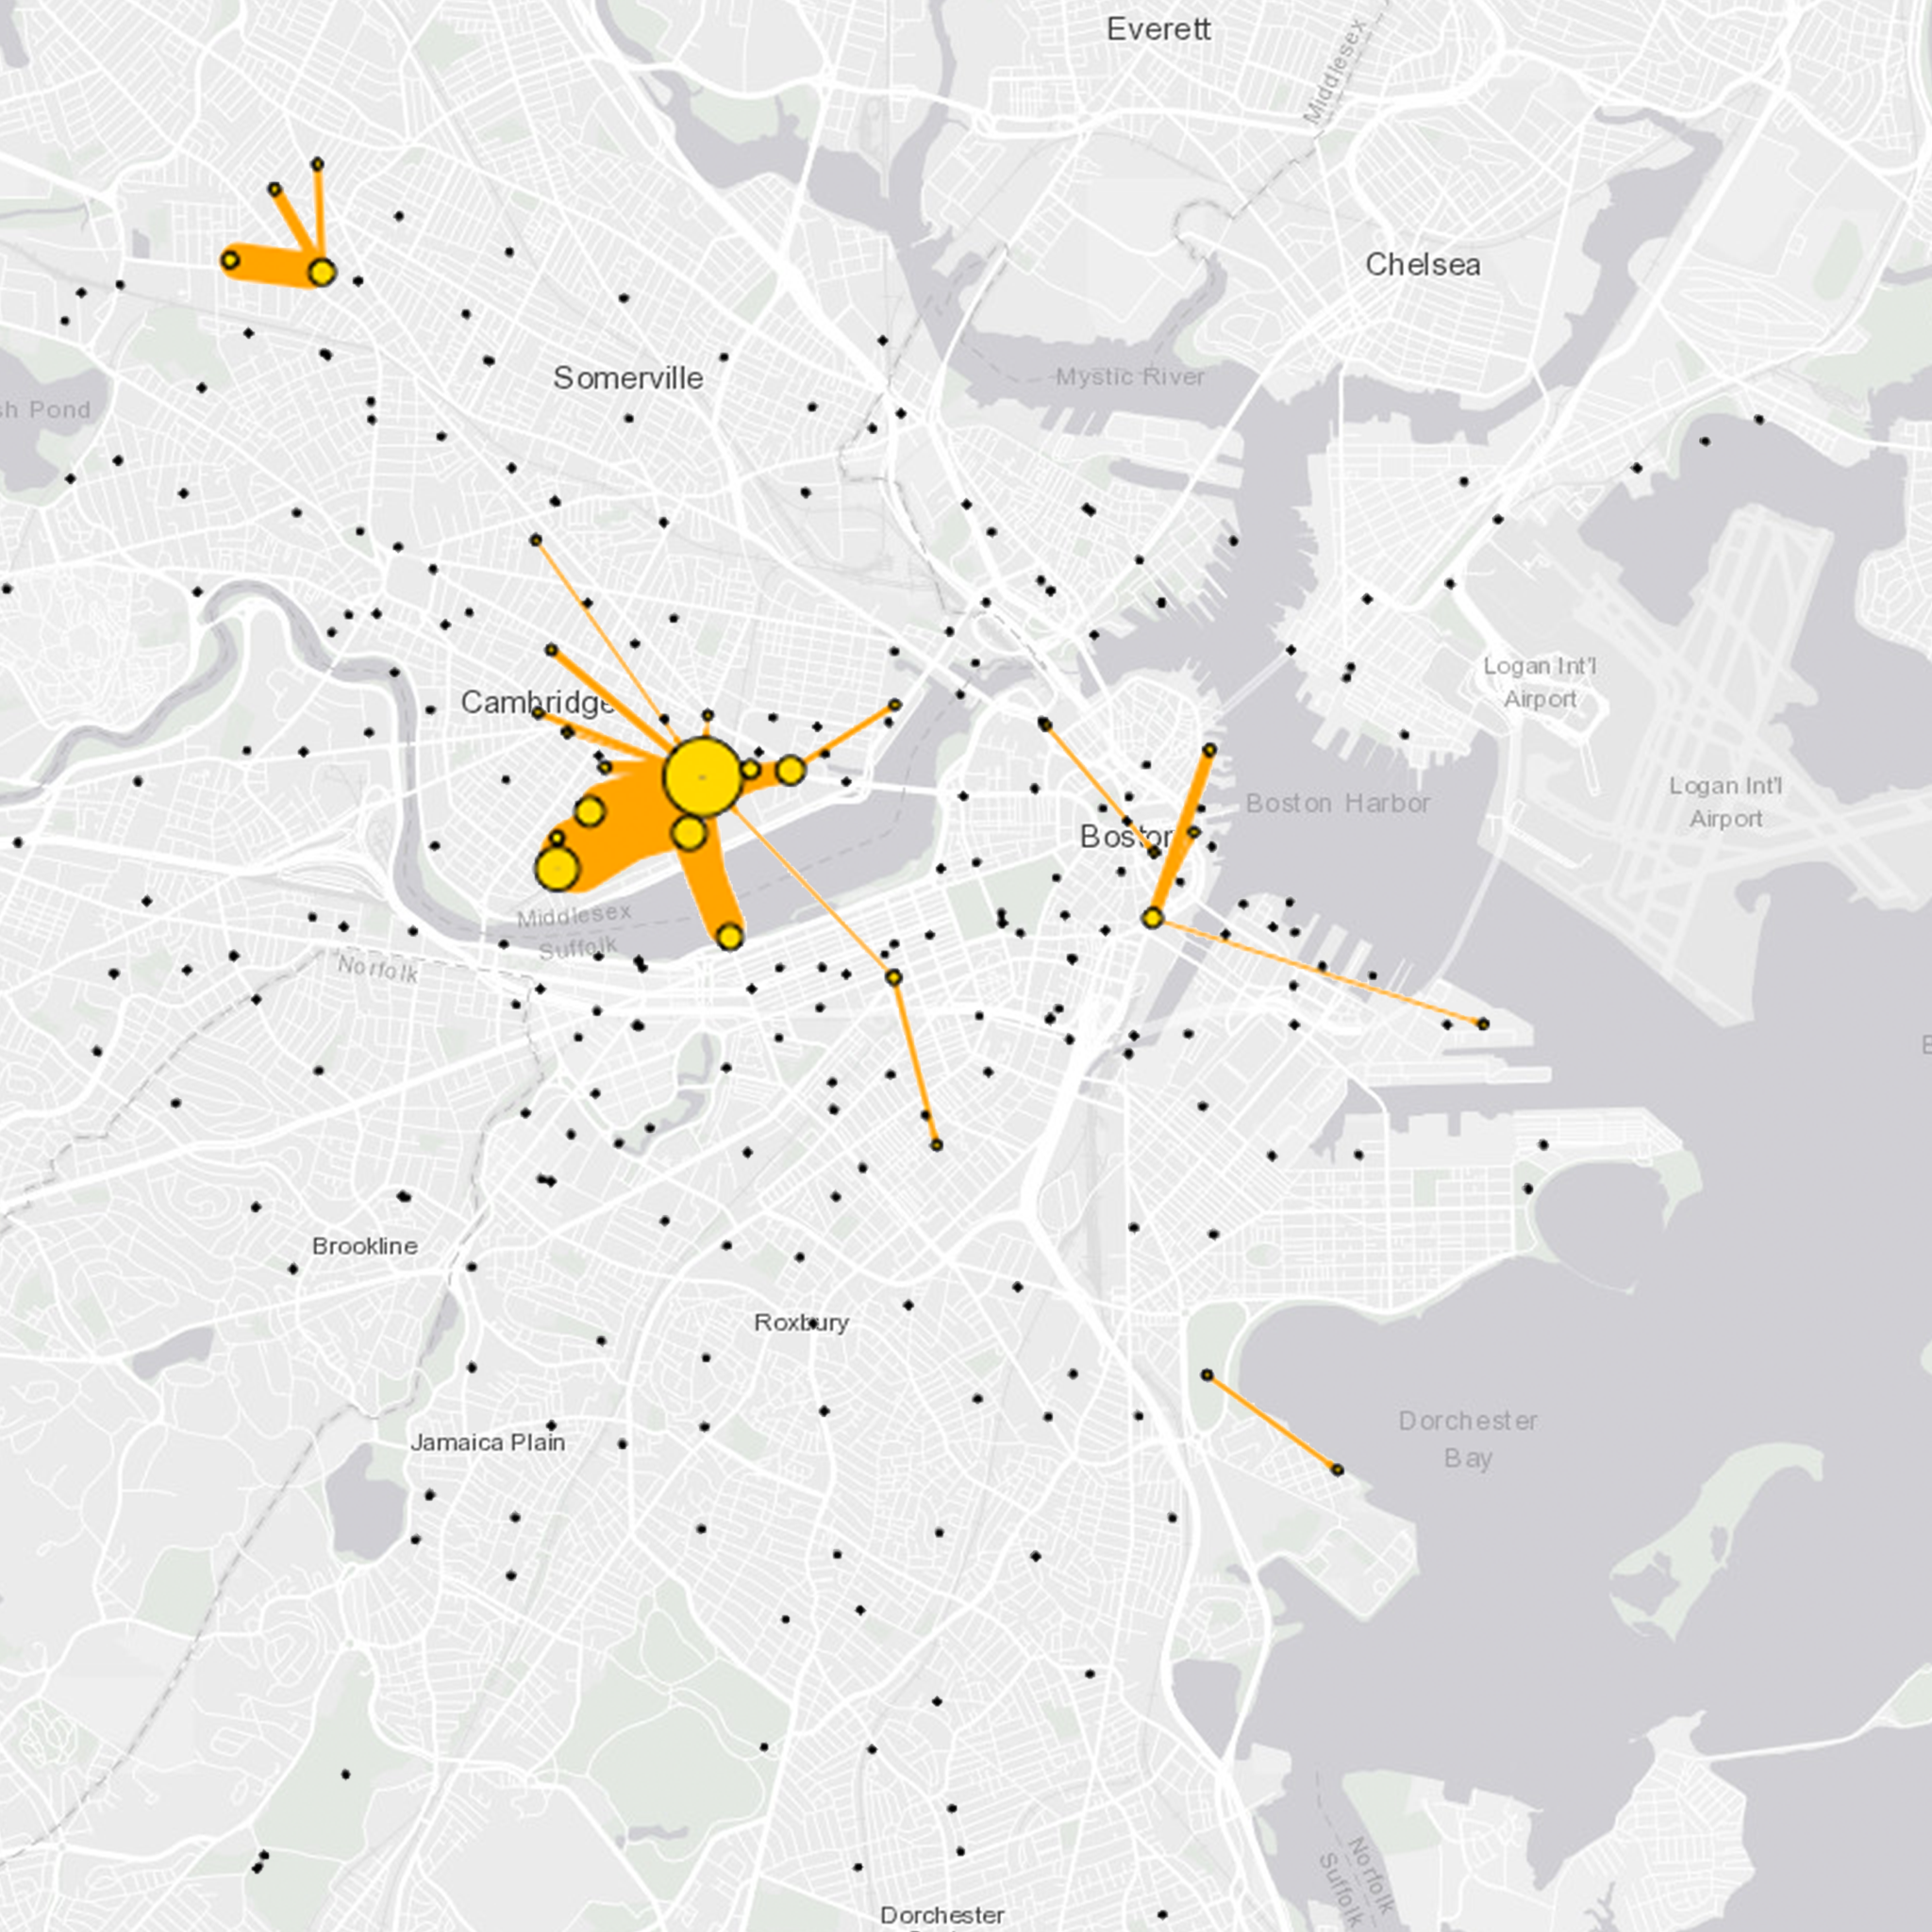 Everett
Middlesex
Chelsea
Somerville
Mystic River
sh Pond
Logan Int'l
Airport
Cambridge
Logan Int'l
Airport
Boston Harbor
Boston
Middlesex
Suffolk
Norfolk
Brookline
Roxbury
Dorchester
Bay
Jamaica Plain
Norfolk
Suffolk
Dorchester